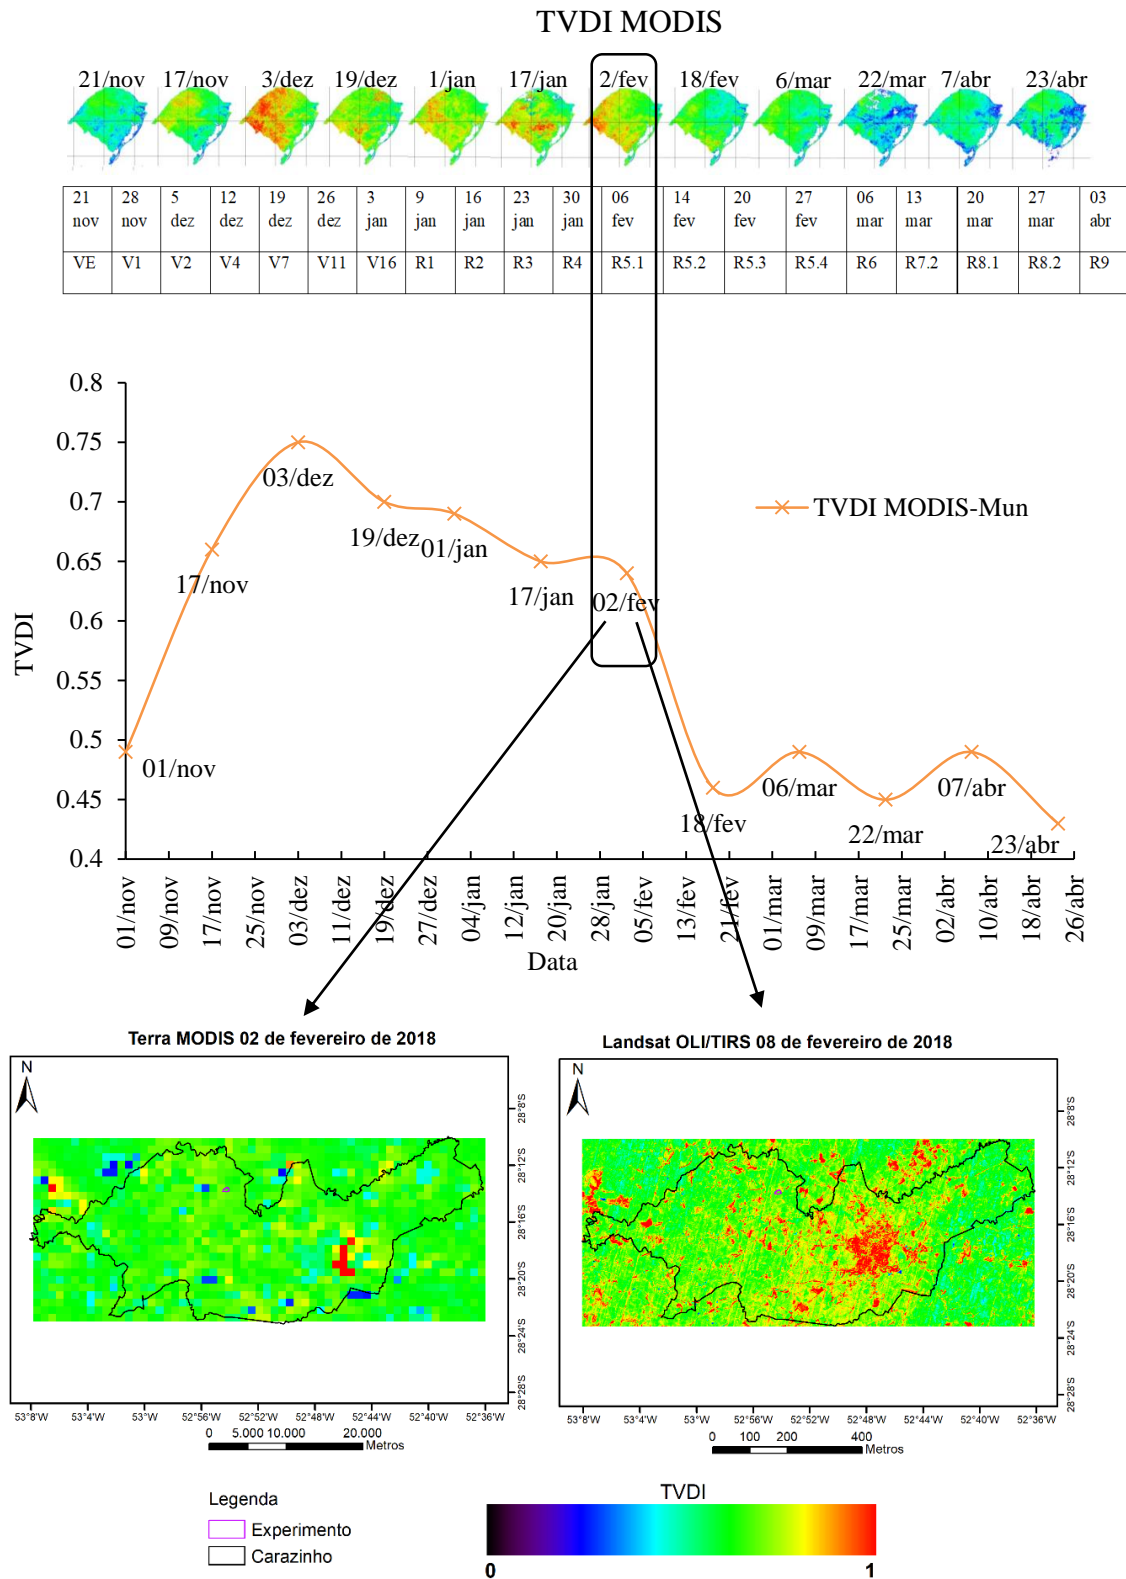 TVDI MODIS
21/nov 17/nov 3/dez 19/dez 1/jan 17/jan 2/fev 18/fev 6/mar 22/mar 7/abr 23/abr
21 28 5 12 19 26 3 9 16 23 30 06 14 20 27 06 13 20 27 03
nov nov dez dez dez dez jan jan jan jan jan fev fev fev fev mar mar mar mar abr
VE V1 V2 V4 V7 V11 V16 R1 R2 R3 R4 R5.1 R5.2 R5.3 R5.4 R6 R7.2 R8.1 R8.2 R9
TVDI
0.8
0.75
0.7
0.65
0.6
0.55
0.5
0.45
0.4
01/nov
17/nov
03/dez
19/dez
01/jan
17/jan
02/fev
18/fev
06/mar
22/mar
07/abr
23/abr
TVDI MODIS-Mun
01/nov 09/nov 17/nov 25/nov 03/dez 11/dez 19/dez 27/dez 04/jan 12/jan 20/jan 28/jan 05/fev 13/fev 21/fev 01/mar 09/mar 17/mar 25/mar 02/abr 10/abr 18/abr 26/abr
Data
Terra MODIS 02 de fevereiro de 2018
N
28°8'S
28°12'S
28°16'S
28°20'S
28°24'S
28°28'S
53°8'W 53°4'W 53°W 52°56'W 52°52'W 52°48'W 52°44'W 52°40'W 52°36'W
0 5.000 10.000 20.000
Metros
Landsat OLI/TIRS 08 de fevereiro de 2018
N
28°8'S
28°12'S
28°16'S
28°20'S
28°24'S
28°28'S
53°8'W 53°4'W 53°W 52°56'W 52°52'W 52°48'W 52°44'W 52°40'W 52°36'W
0 100 200 400
Metros
Legenda
Experimento
Carazinho
TVDI
0 1